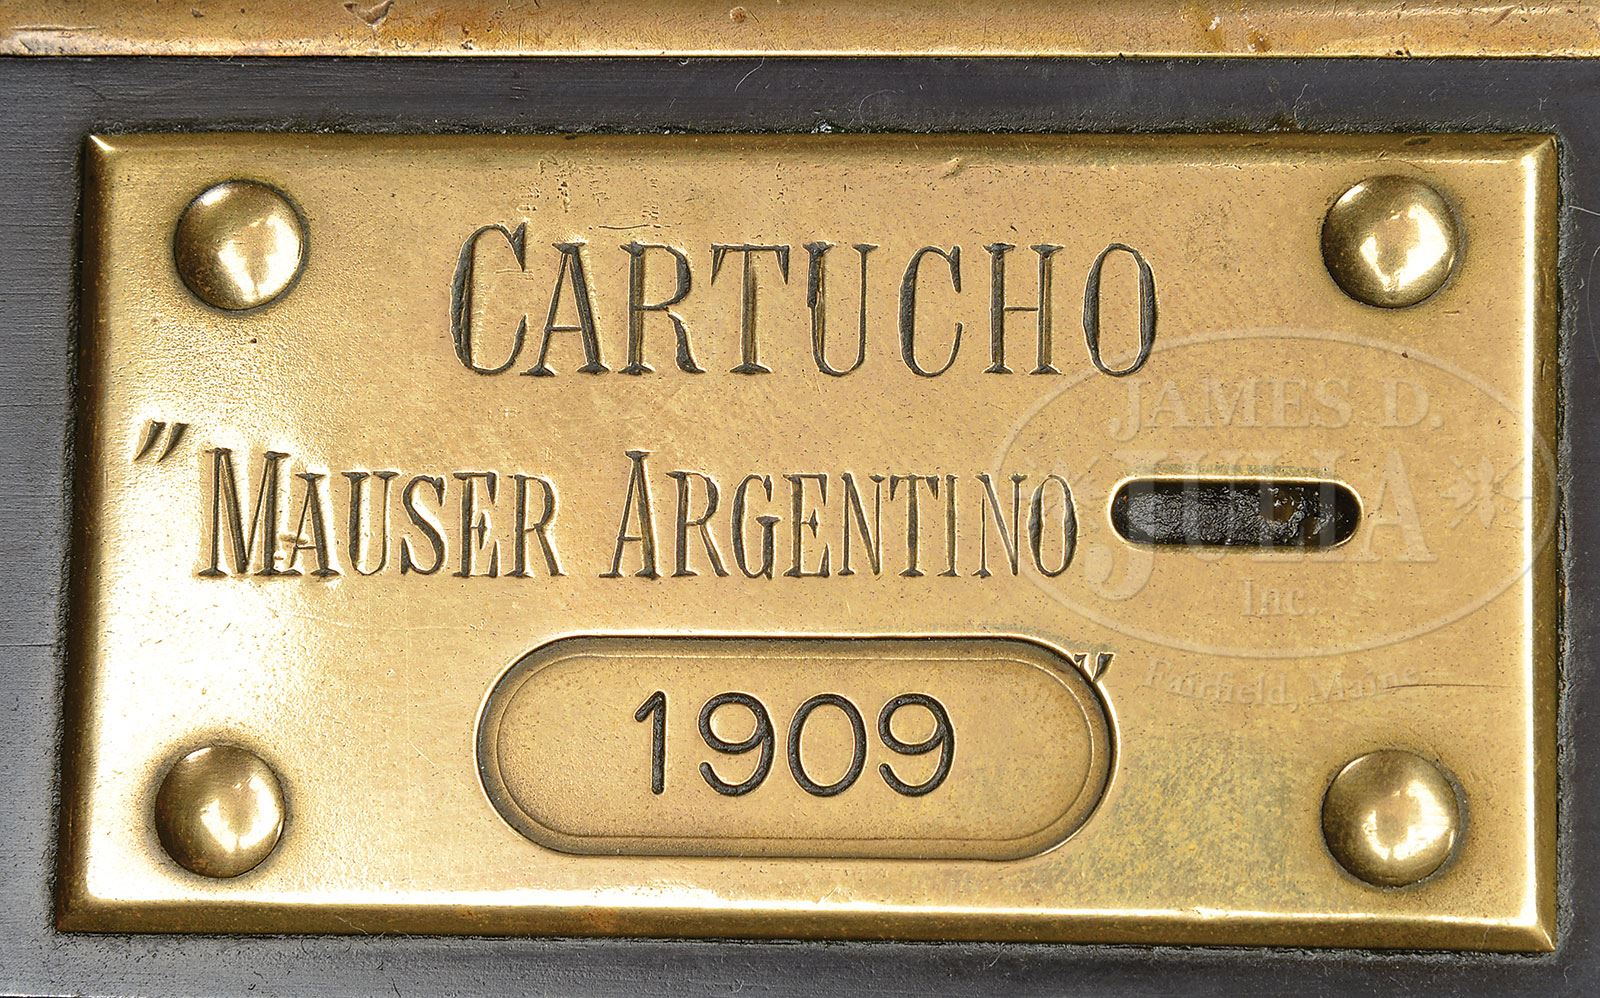 CARTUCHO
"MAUSER ARGENTINO
1909"
JAMES D.
JULIA
Inc.
Fairfield, Maine